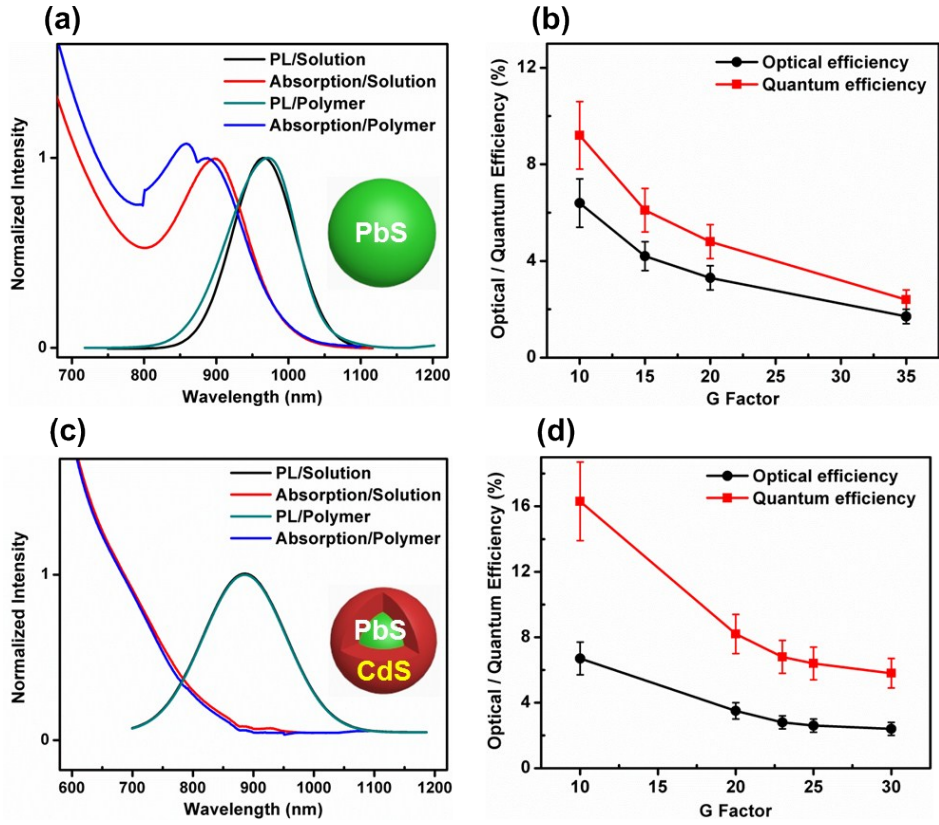 (a)
PL/Solution
Absorption/Solution
PL/Polymer
Absorption/Polymer
PbS
1
0
Normalized Intensity
700 800 900 1000 1100 1200
Wavelength (nm)
(b)
Optical efficiency
Quantum efficiency
12
8
4
0
Optical / Quantum Efficiency (%)
10 15 20 25 30 35
G Factor
(c)
PL/Solution
Absorption/Solution
PL/Polymer
Absorption/Polymer
PbS
CdS
1
0
Normalized Intensity
600 700 800 900 1000 1100 1200
Wavelength (nm)
(d)
Optical efficiency
Quantum efficiency
16
12
8
4
0
Optical / Quantum Efficiency (%)
10 15 20 25 30
G Factor